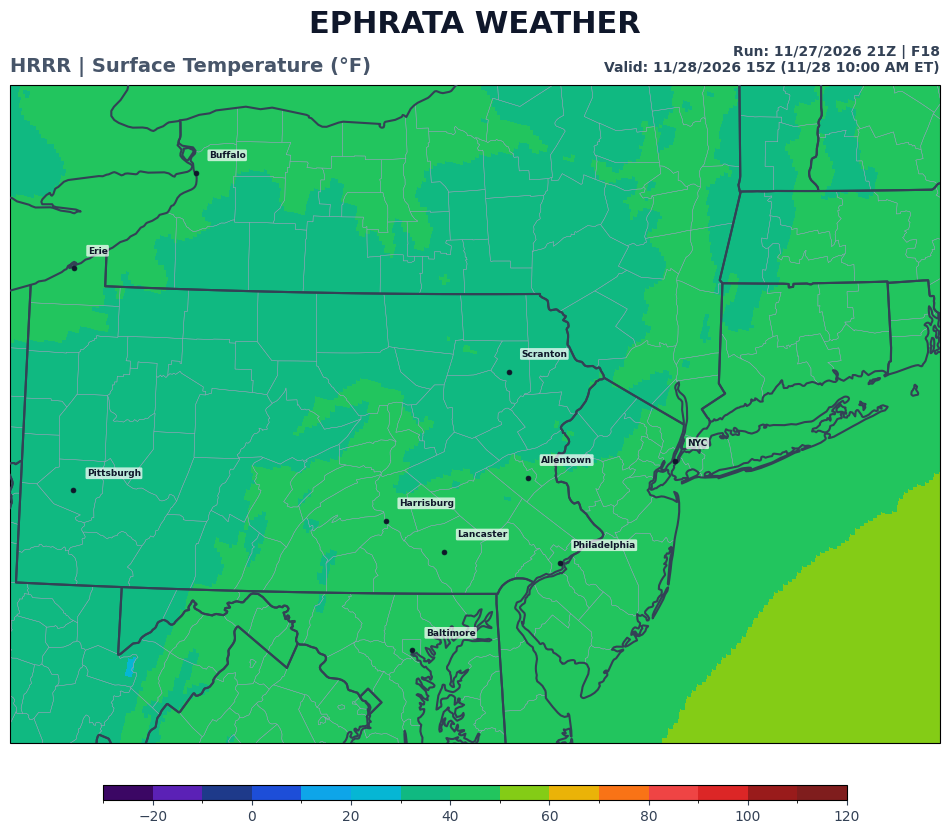 EPHRATA WEATHER
HRRR | Surface Temperature (°F)
Run: 11/27/2026 21Z | F18
Valid: 11/28/2026 15Z (11/28 10:00 AM ET)
Buffalo
Erie
Scranton
NYC
Allentown
Pittsburgh
Harrisburg
Lancaster
Philadelphia
Baltimore
−20 0 20 40 60 80 100 120